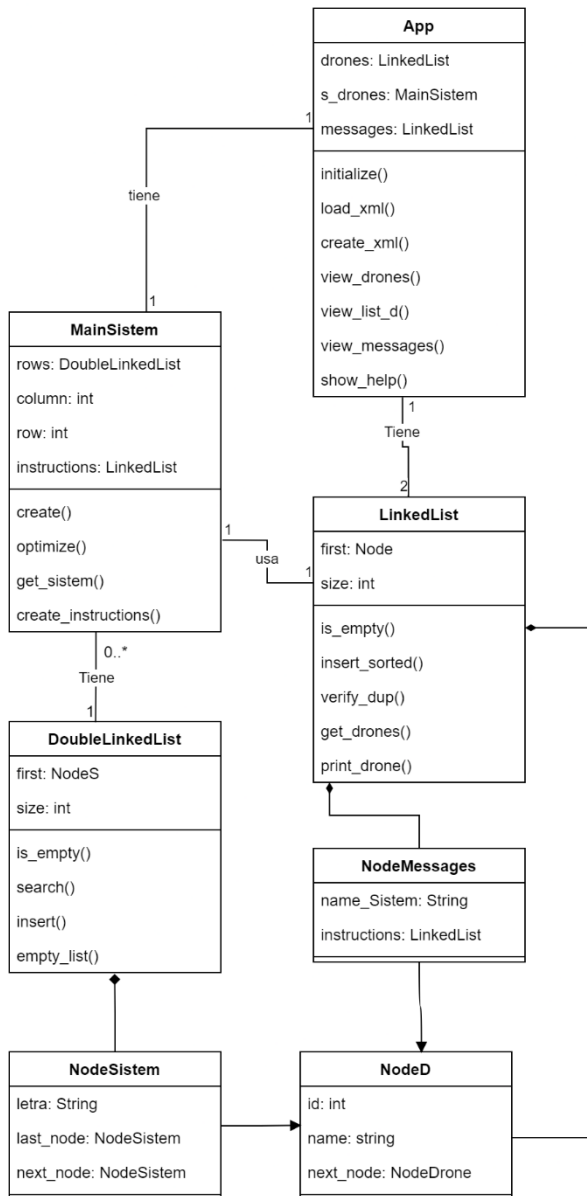 App
drones: LinkedList
s_drones: MainSistem
messages: LinkedList
initialize()
load_xml()
create_xml()
view_drones()
view_list_d()
view_messages()
show_help()
1
tiene
1
MainSistem
rows: DoubleLinkedList
column: int
row: int
instructions: LinkedList
create()
optimize()
get_sistem()
create_instructions()
1
Tiene
2
1
usa
1
LinkedList
first: Node
size: int
is_empty()
insert_sorted()
verify_dup()
get_drones()
print_drone()
0..*
Tiene
1
DoubleLinkedList
first: NodeS
size: int
is_empty()
search()
insert()
empty_list()
NodeMessages
name_Sistem: String
instructions: LinkedList
NodeSistem
letra: String
last_node: NodeSistem
next_node: NodeSistem
NodeD
id: int
name: string
next_node: NodeDrone